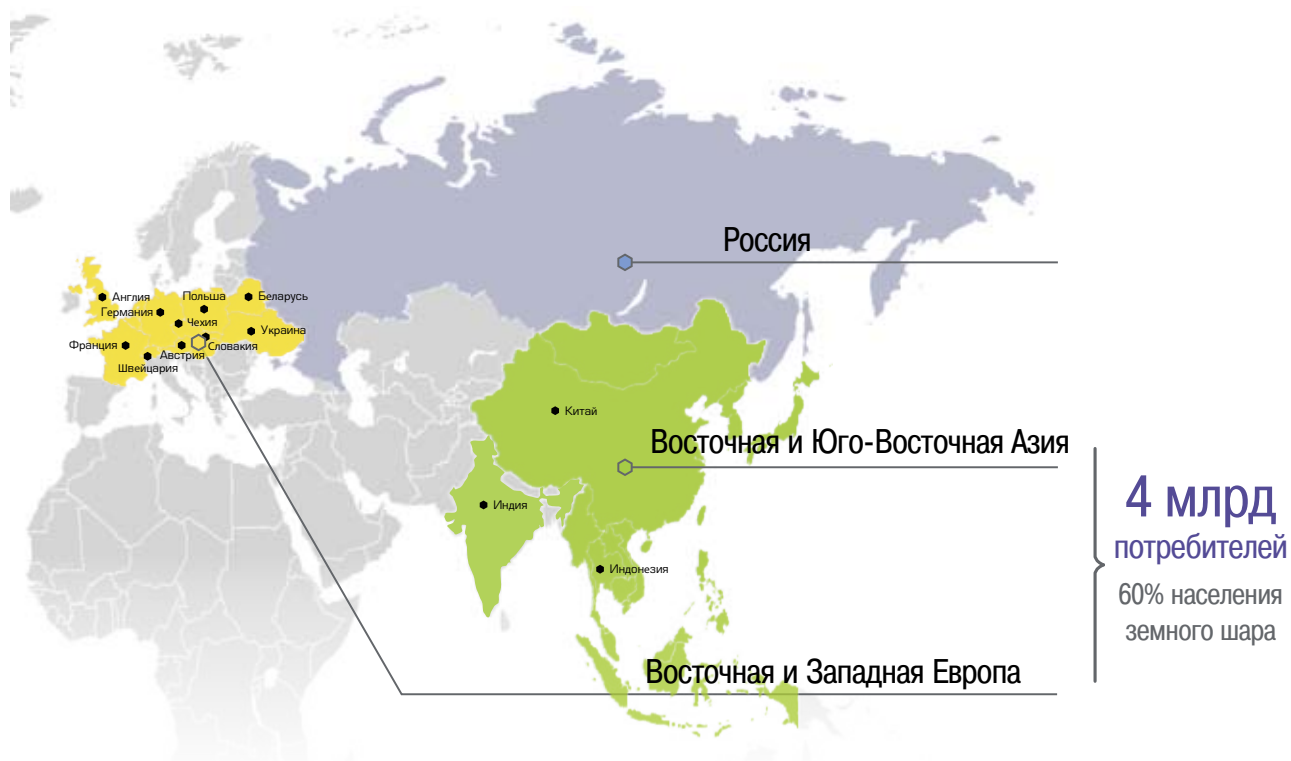 Россия
Англия
Польша
Беларусь
Германия
Чехия
Украина
Франция
Австрия
Словакия
Швейцария
Китай
Восточная и Юго-Восточная Азия
Индия
Индонезия
Восточная и Западная Европа
4 млрд
потребителей
60% населения
земного шара